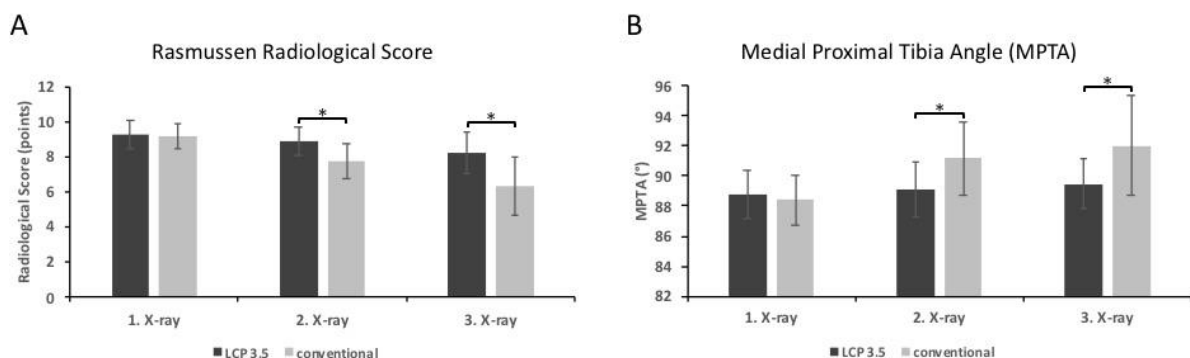 A
Rasmussen Radiological Score
Radiological Score (points)
12
10
8
6
4
2
0
*
*
1. X-ray
2. X-ray
3. X-ray
LCP 3.5
conventional
B
Medial Proximal Tibia Angle (MPTA)
MPTA (°)
96
94
92
90
88
86
84
82
*
*
1. X-ray
2. X-ray
3. X-ray
LCP 3.5
conventional